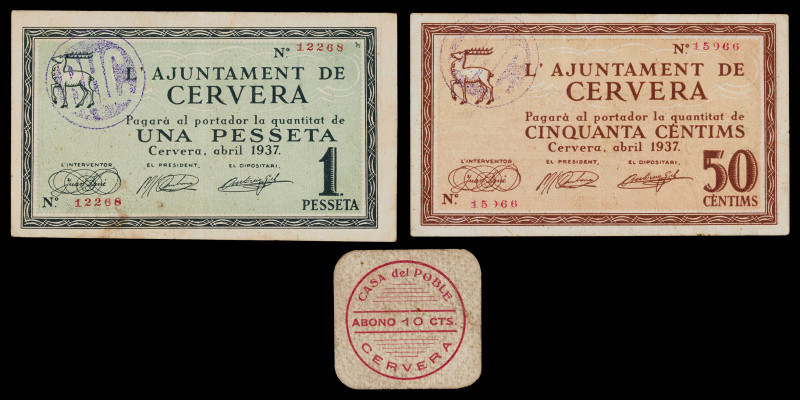 Nº 12268
L'AJUNTAMENT DE
CERVERA
Pagarà al portador la quantitat de
UNA PESSETA
Cervera, abril 1937.
L'INTERVENTOR, EL PRESIDENT, EL DIPOSITARI,
1
PESSETA
Nº 12268
Nº 15966
L'AJUNTAMENT DE
CERVERA
Pagarà al portador la quantitat de
CINQUANTA CÈNTIMS
Cervera, abril 1937.
L'INTERVENTOR, EL PRESIDENT, EL DIPOSITARI,
50
CÈNTIMS
Nº 15966
CASA del POBLE
ABONO 10 CTS.
CERVERA